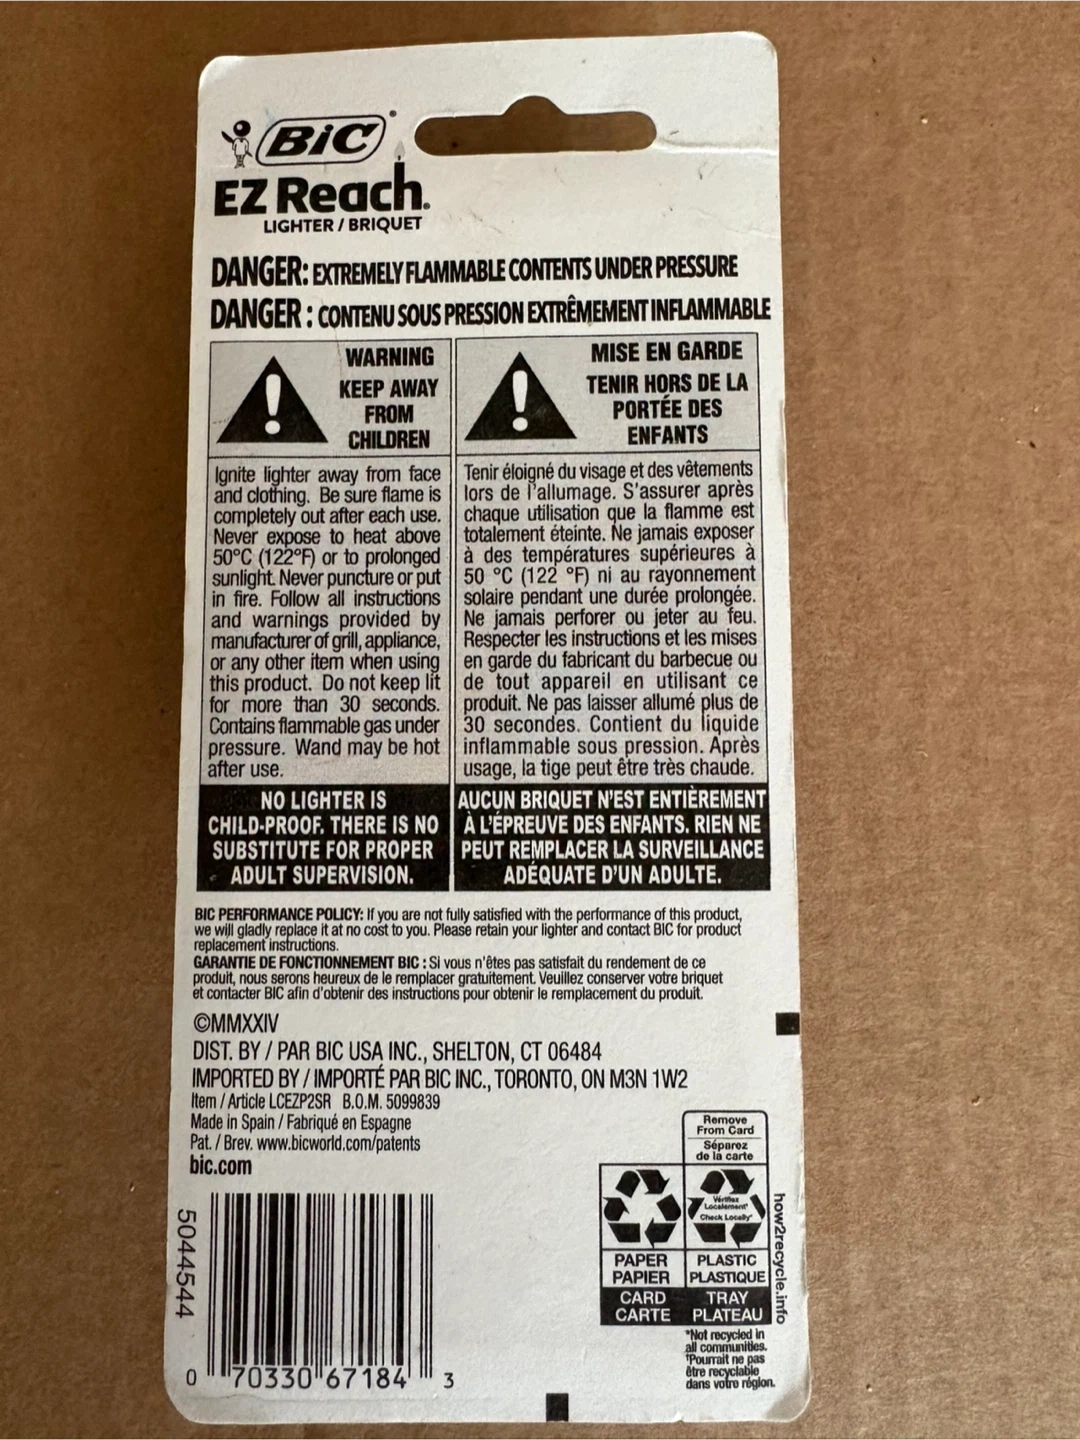 BiC®
EZ Reach®
LIGHTER / BRIQUET
DANGER: EXTREMELY FLAMMABLE CONTENTS UNDER PRESSURE
DANGER : CONTENU SOUS PRESSION EXTRÊMEMENT INFLAMMABLE
WARNING
KEEP AWAY
FROM
CHILDREN
Ignite lighter away from face
and clothing. Be sure flame is
completely out after each use.
Never expose to heat above
50°C (122°F) or to prolonged
sunlight. Never puncture or put
in fire. Follow all instructions
and warnings provided by
manufacturer of grill, appliance,
or any other item when using
this product. Do not keep lit
for more than 30 seconds.
Contains flammable gas under
pressure. Wand may be hot
after use.
NO LIGHTER IS
CHILD-PROOF. THERE IS NO
SUBSTITUTE FOR PROPER
ADULT SUPERVISION.
MISE EN GARDE
TENIR HORS DE LA
PORTÉE DES
ENFANTS
Tenir éloigné du visage et des vêtements
lors de l'allumage. S'assurer après
chaque utilisation que la flamme est
totalement éteinte. Ne jamais exposer
à des températures supérieures à
50 °C (122 °F) ni au rayonnement
solaire pendant une durée prolongée.
Ne jamais perforer ou jeter au feu.
Respecter les instructions et les mises
en garde du fabricant du barbecue ou
de tout appareil en utilisant ce
produit. Ne pas laisser allumé plus de
30 secondes. Contient du liquide
inflammable sous pression. Après
usage, la tige peut être très chaude.
AUCUN BRIQUET N'EST ENTIÈREMENT
À L'ÉPREUVE DES ENFANTS. RIEN NE
PEUT REMPLACER LA SURVEILLANCE
ADÉQUATE D'UN ADULTE.
BIC PERFORMANCE POLICY: If you are not fully satisfied with the performance of this product,
we will gladly replace it at no cost to you. Please retain your lighter and contact BIC for product
replacement instructions.
GARANTIE DE FONCTIONNEMENT BIC : Si vous n'êtes pas satisfait du rendement de ce
produit, nous serons heureux de le remplacer gratuitement. Veuillez conserver votre briquet
et contacter BIC afin d'obtenir des instructions pour obtenir le remplacement du produit.
©MMXXIV
DIST. BY / PAR BIC USA INC., SHELTON, CT 06484
IMPORTED BY / IMPORTÉ PAR BIC INC., TORONTO, ON M3N 1W2
Item / Article LCEZP2SR B.O.M. 5099839
Made in Spain / Fabriqué en Espagne
Pat. / Brev. www.bicworld.com/patents
bic.com
5044544
0 70330 67184 3
Remove
From Card
Séparez
de la carte
Vérifiez
Localement†
Check Locally*
PAPER
PAPIER
CARD
CARTE
PLASTIC
PLASTIQUE
TRAY
PLATEAU
how2recycle.info
*Not recycled in
all communities.
†Pourrait ne pas
être recyclable
dans votre région.